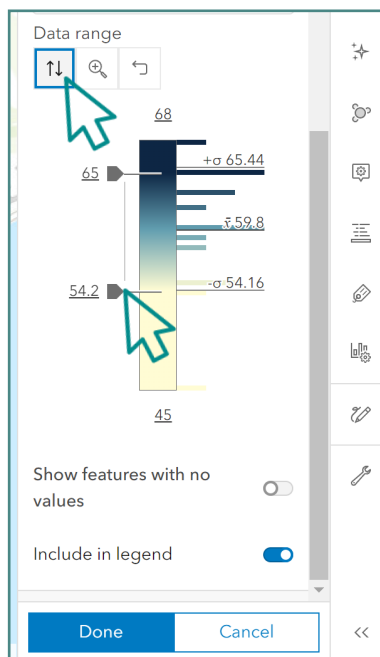 Data range
68
+σ 65.44
65
x̄ 59.8
-σ 54.16
54.2
45
Show features with no
values
Include in legend
Done
Cancel